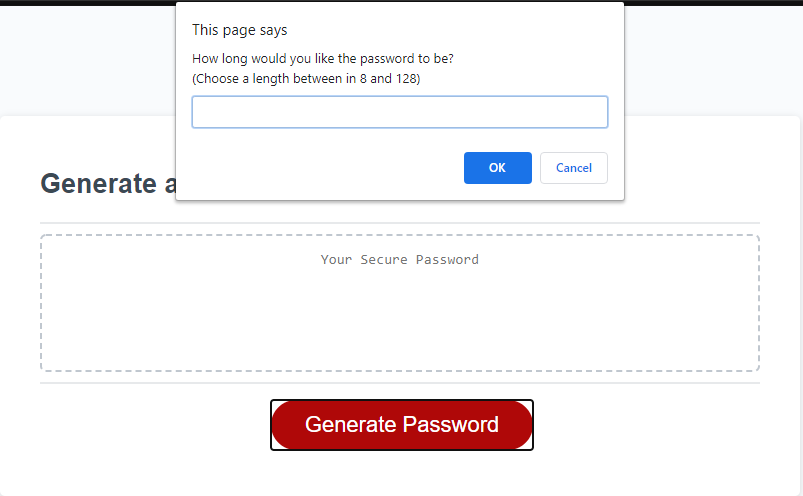 This page says
How long would you like the password to be?
(Choose a length between in 8 and 128)
OK
Cancel
Generate a
Your Secure Password
Generate Password